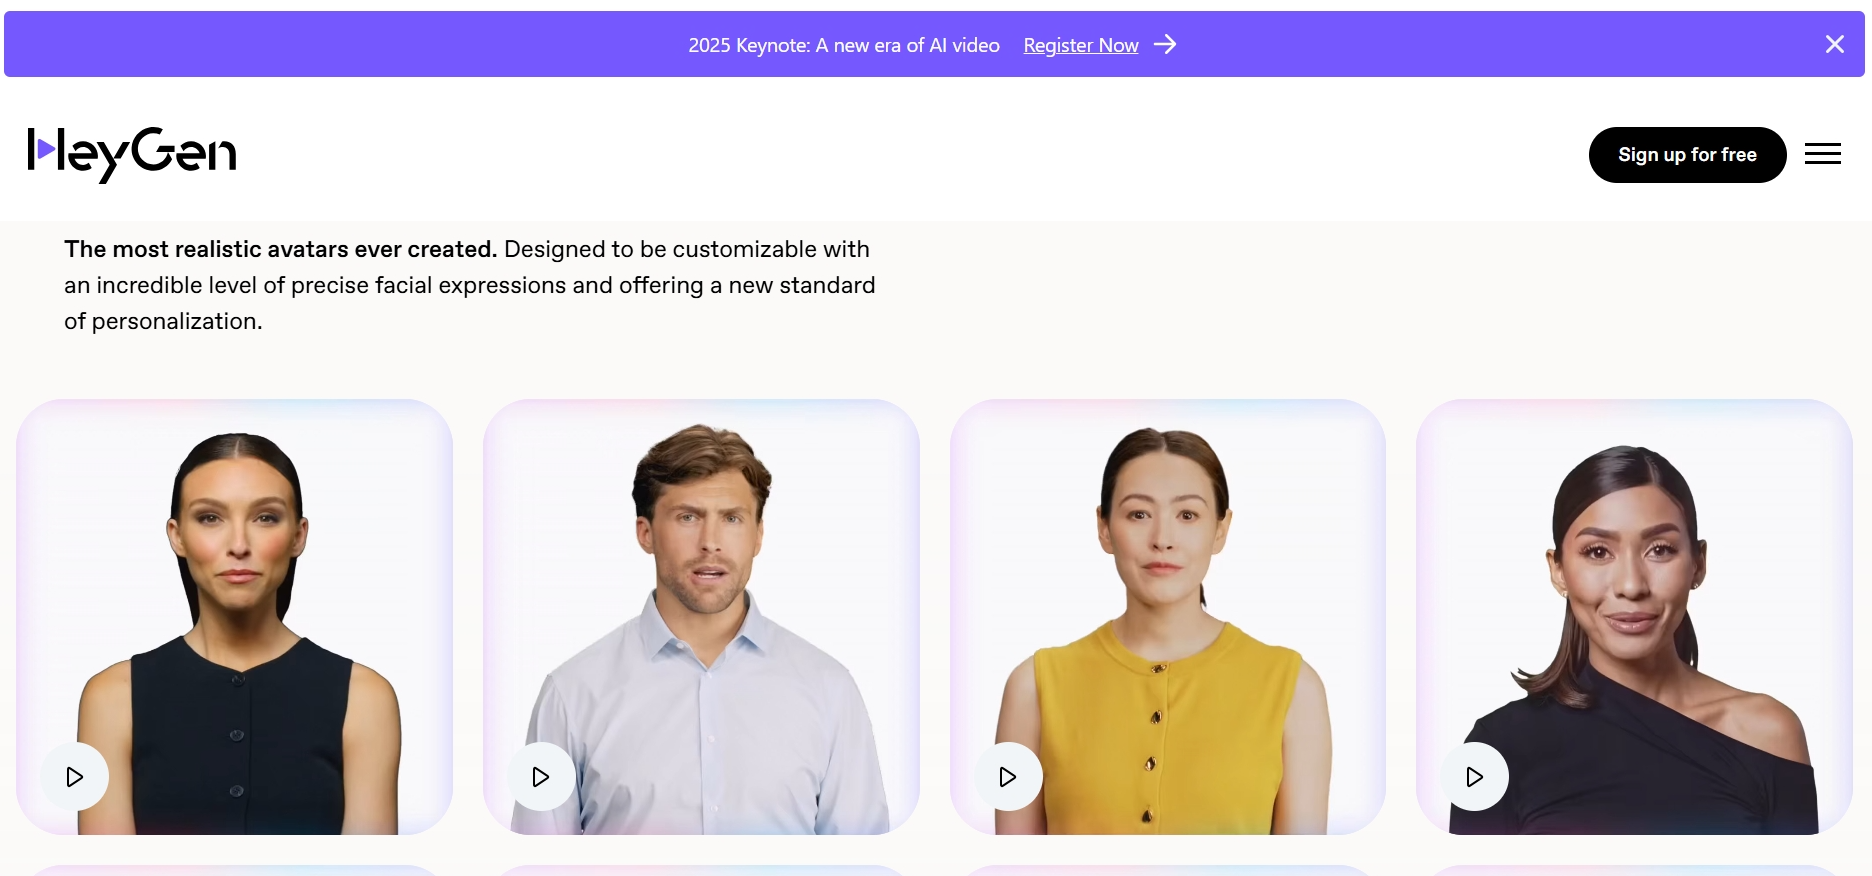 2025 Keynote: A new era of AI video Register Now
HeyGen
Sign up for free
The most realistic avatars ever created. Designed to be customizable with
an incredible level of precise facial expressions and offering a new standard
of personalization.